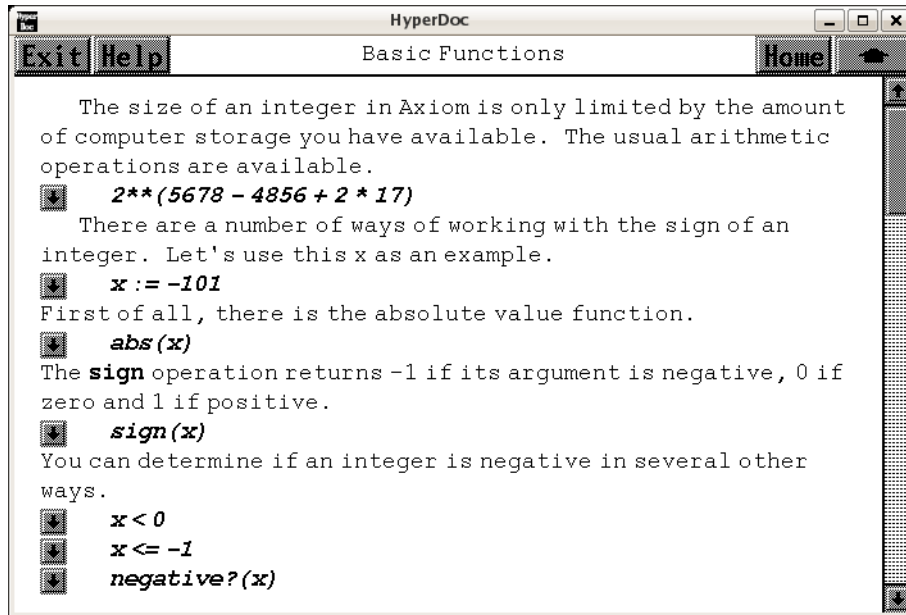 Hyper Doc
HyperDoc
Exit Help Basic Functions Home
The size of an integer in Axiom is only limited by the amount
of computer storage you have available. The usual arithmetic
operations are available.
2**(5678 - 4856 + 2 * 17)
There are a number of ways of working with the sign of an
integer. Let's use this x as an example.
x := -101
First of all, there is the absolute value function.
abs(x)
The sign operation returns -1 if its argument is negative, 0 if
zero and 1 if positive.
sign(x)
You can determine if an integer is negative in several other
ways.
x < 0
x <= -1
negative?(x)